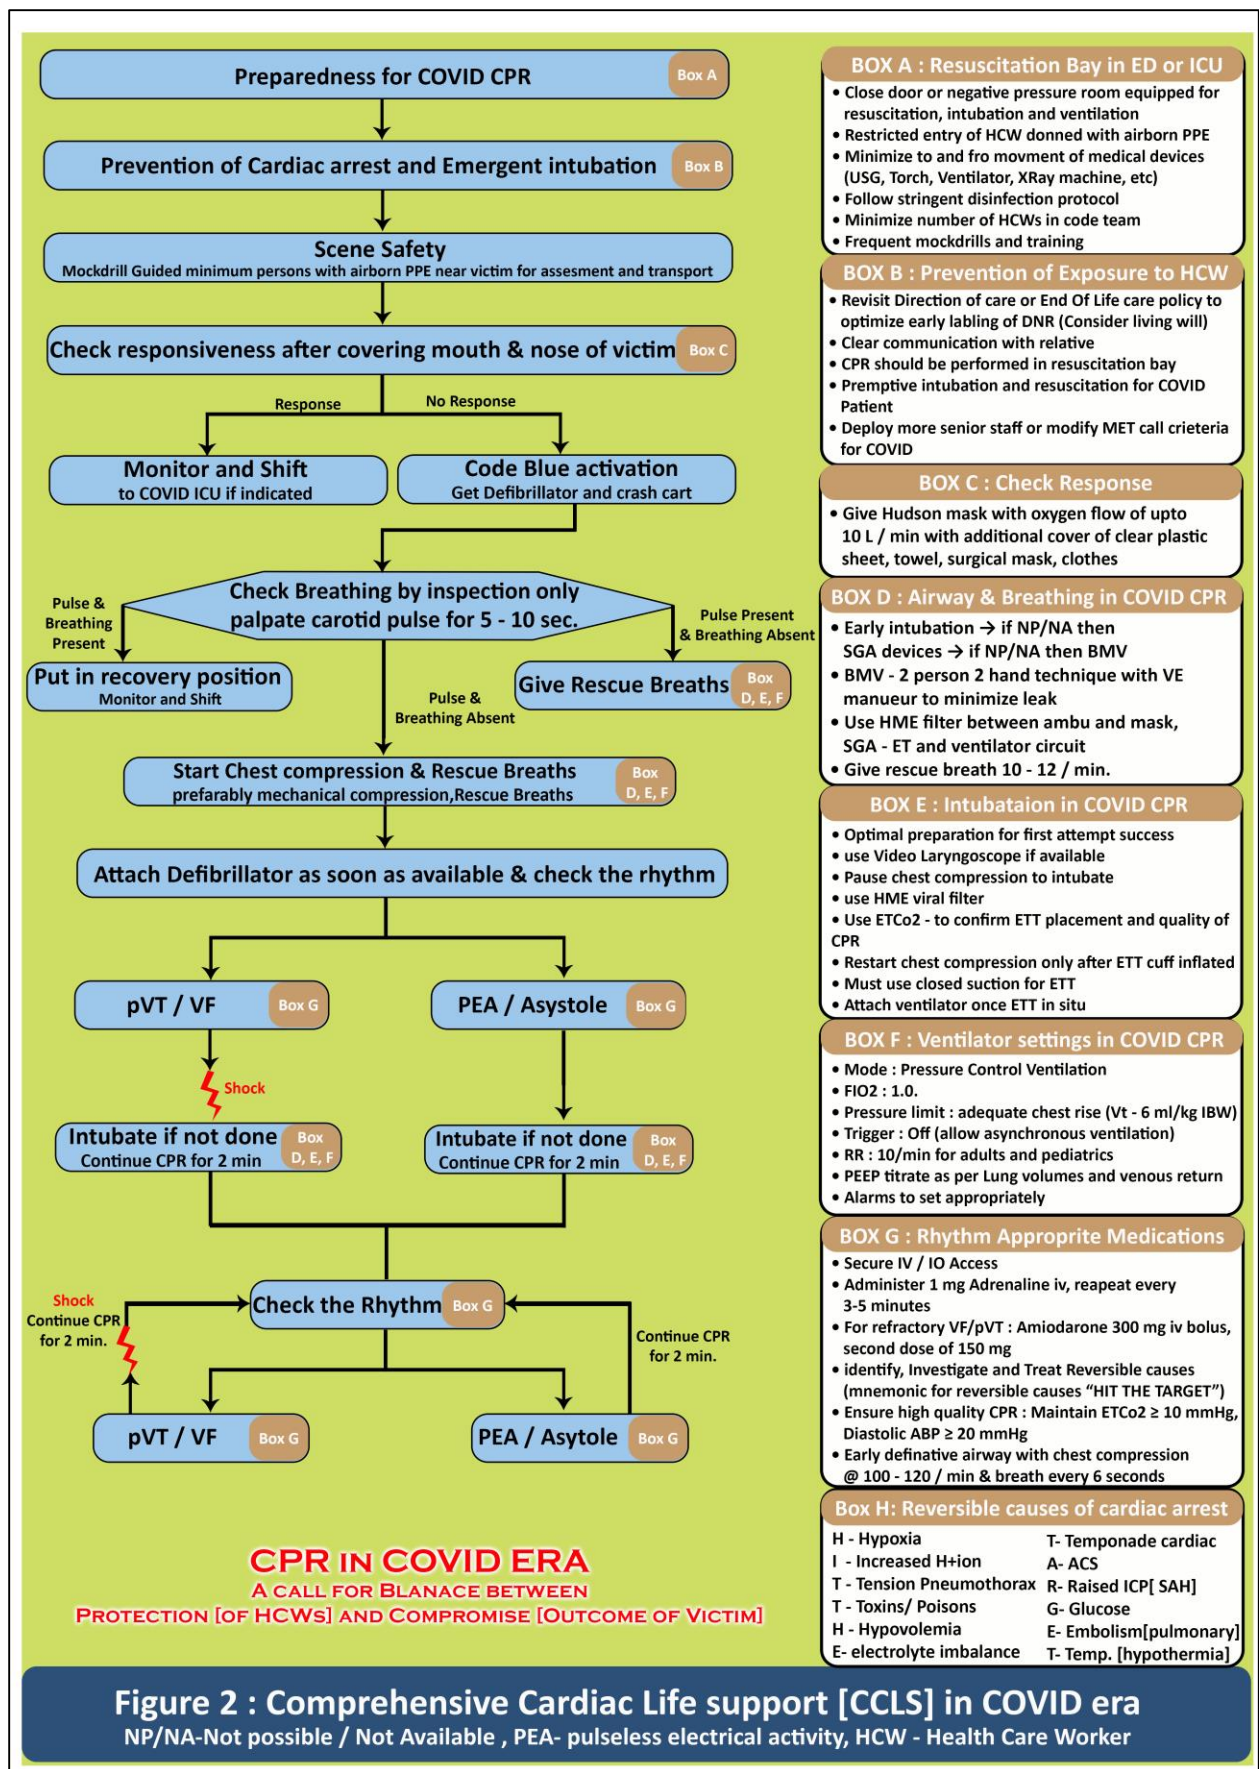 Preparedness for COVID CPR
Box A
Prevention of Cardiac arrest and Emergent intubation
Box B
Scene Safety
Mockdrill Guided minimum persons with airborn PPE near victim for assesment and transport
Check responsiveness after covering mouth & nose of victim
Box C
Response
No Response
Monitor and Shift
to COVID ICU if indicated
Code Blue activation
Get Defibrillator and crash cart
Check Breathing by inspection only
palpate carotid pulse for 5 - 10 sec.
Pulse &
Breathing
Present
Pulse Present
& Breathing Absent
Put in recovery position
Monitor and Shift
Pulse &
Breathing Absent
Give Rescue Breaths
Box
D, E, F
Start Chest compression & Rescue Breaths
prefarably mechanical compression,Rescue Breaths
Box
D, E, F
Attach Defibrillator as soon as available & check the rhythm
pVT / VF
Box G
PEA / Asystole
Box G
Shock
Intubate if not done
Continue CPR for 2 min
Box
D, E, F
Intubate if not done
Continue CPR for 2 min
Box
D, E, F
Check the Rhythm
Box G
Shock
Continue CPR
for 2 min.
Continue CPR
for 2 min.
pVT / VF
Box G
PEA / Asytole
Box G
CPR in COVID ERA
A call for Blanace between
Protection [of HCWs] and Compromise [Outcome of Victim]
BOX A : Resuscitation Bay in ED or ICU
• Close door or negative pressure room equipped for
resuscitation, intubation and ventilation
• Restricted entry of HCW donned with airborn PPE
• Minimize to and fro movment of medical devices
(USG, Torch, Ventilator, XRay machine, etc)
• Follow stringent disinfection protocol
• Minimize number of HCWs in code team
• Frequent mockdrills and training
BOX B : Prevention of Exposure to HCW
• Revisit Direction of care or End Of Life care policy to
optimize early labling of DNR (Consider living will)
• Clear communication with relative
• CPR should be performed in resuscitation bay
• Premptive intubation and resuscitation for COVID
Patient
• Deploy more senior staff or modify MET call crieteria
for COVID
BOX C : Check Response
• Give Hudson mask with oxygen flow of upto
10 L / min with additional cover of clear plastic
sheet, towel, surgical mask, clothes
BOX D : Airway & Breathing in COVID CPR
• Early intubation → if NP/NA then
SGA devices → if NP/NA then BMV
• BMV - 2 person 2 hand technique with VE
manueur to minimize leak
• Use HME filter between ambu and mask,
SGA - ET and ventilator circuit
• Give rescue breath 10 - 12 / min.
BOX E : Intubataion in COVID CPR
• Optimal preparation for first attempt success
• use Video Laryngoscope if available
• Pause chest compression to intubate
• use HME viral filter
• Use ETCo2 - to confirm ETT placement and quality of
CPR
• Restart chest compression only after ETT cuff inflated
• Must use closed suction for ETT
• Attach ventilator once ETT in situ
BOX F : Ventilator settings in COVID CPR
• Mode : Pressure Control Ventilation
• FIO2 : 1.0.
• Pressure limit : adequate chest rise (Vt - 6 ml/kg IBW)
• Trigger : Off (allow asynchronous ventilation)
• RR : 10/min for adults and pediatrics
• PEEP titrate as per Lung volumes and venous return
• Alarms to set appropriately
BOX G : Rhythm Approprite Medications
• Secure IV / IO Access
• Administer 1 mg Adrenaline iv, reapeat every
3-5 minutes
• For refractory VF/pVT : Amiodarone 300 mg iv bolus,
second dose of 150 mg
• identify, Investigate and Treat Reversible causes
(mnemonic for reversible causes “HIT THE TARGET”)
• Ensure high quality CPR : Maintain ETCo2 ≥ 10 mmHg,
Diastolic ABP ≥ 20 mmHg
• Early definative airway with chest compression
@ 100 - 120 / min & breath every 6 seconds
Box H: Reversible causes of cardiac arrest
H - Hypoxia
I - Increased H+ion
T - Tension Pneumothorax
T - Toxins/ Poisons
H - Hypovolemia
E- electrolyte imbalance
T- Temponade cardiac
A- ACS
R- Raised ICP[ SAH]
G- Glucose
E- Embolism[pulmonary]
T- Temp. [hypothermia]
Figure 2 : Comprehensive Cardiac Life support [CCLS] in COVID era
NP/NA-Not possible / Not Available , PEA- pulseless electrical activity, HCW - Health Care Worker